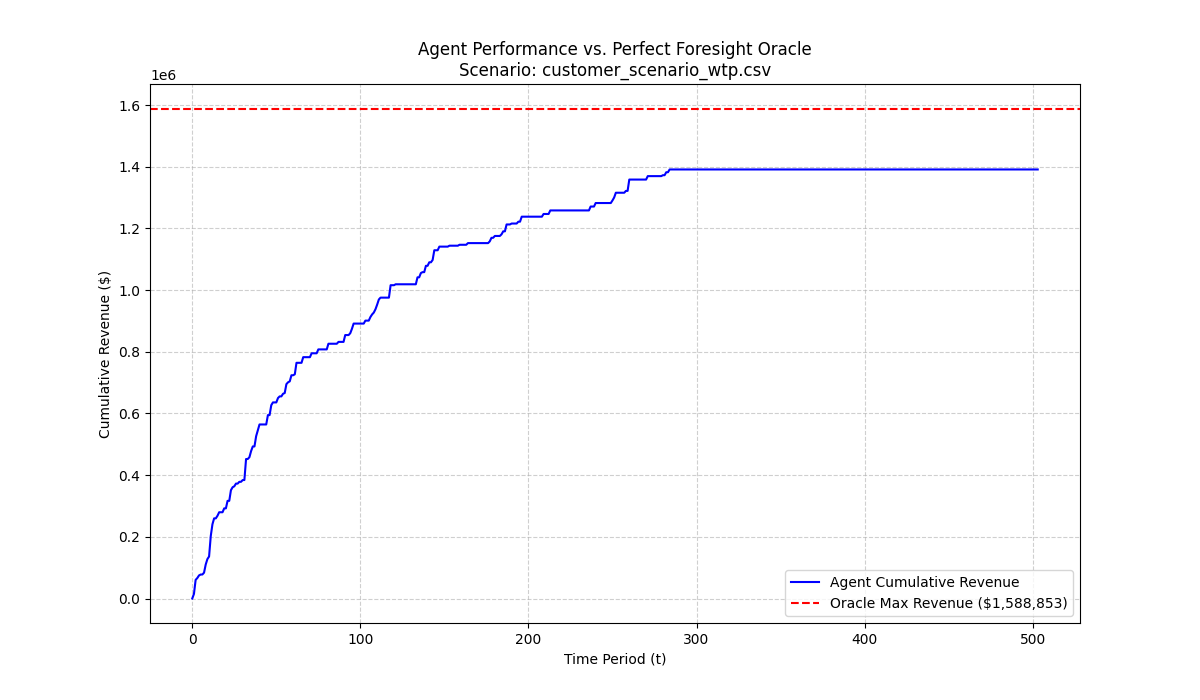 Agent Performance vs. Perfect Foresight Oracle
Scenario: customer_scenario_wtp.csv
1e6
1.6
1.4
1.2
1.0
0.8
0.6
0.4
0.2
0.0
Cumulative Revenue ($)
Agent Cumulative Revenue
Oracle Max Revenue ($1,588,853)
0
100
200
300
400
500
Time Period (t)